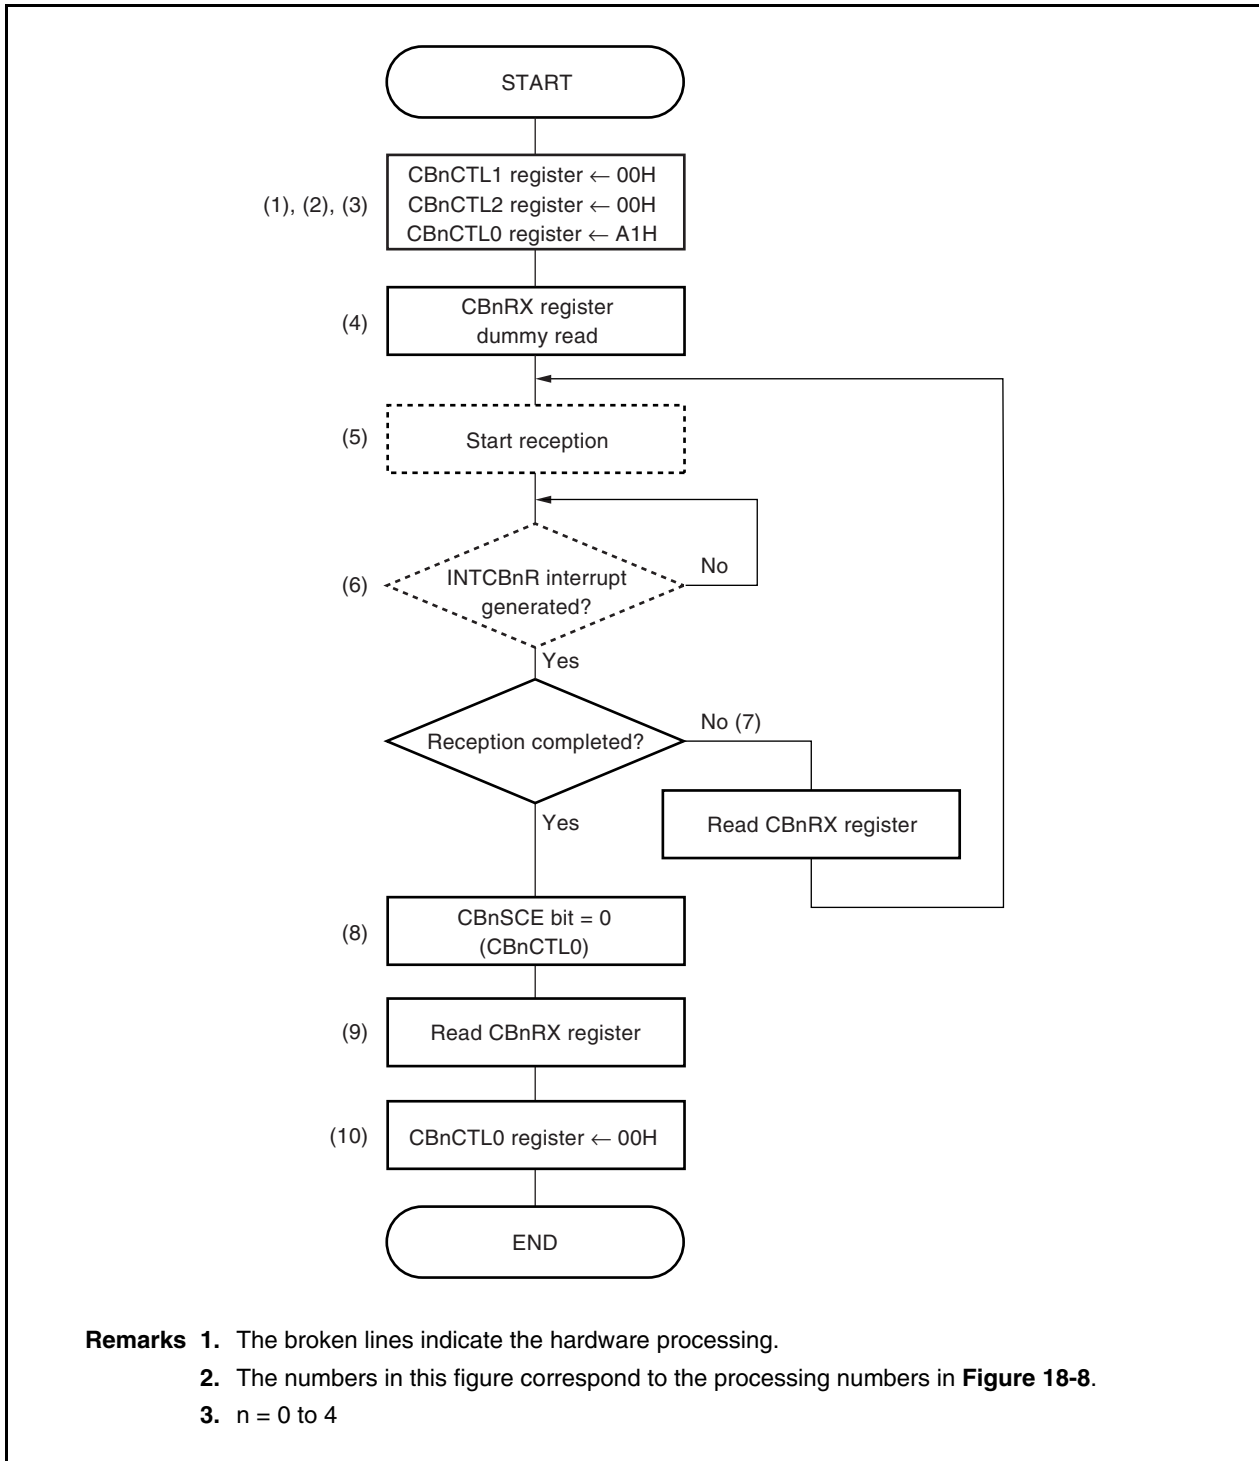 START
(1), (2), (3)
CBnCTL1 register ← 00H
CBnCTL2 register ← 00H
CBnCTL0 register ← A1H
(4)
CBnRX register
dummy read
(5)
Start reception
(6)
INTCBnR interrupt
generated?
No
Yes
Reception completed?
No (7)
Read CBnRX register
Yes
(8)
CBnSCE bit = 0
(CBnCTL0)
(9)
Read CBnRX register
(10)
CBnCTL0 register ← 00H
END
Remarks 1. The broken lines indicate the hardware processing.
2. The numbers in this figure correspond to the processing numbers in Figure 18-8.
3. n = 0 to 4